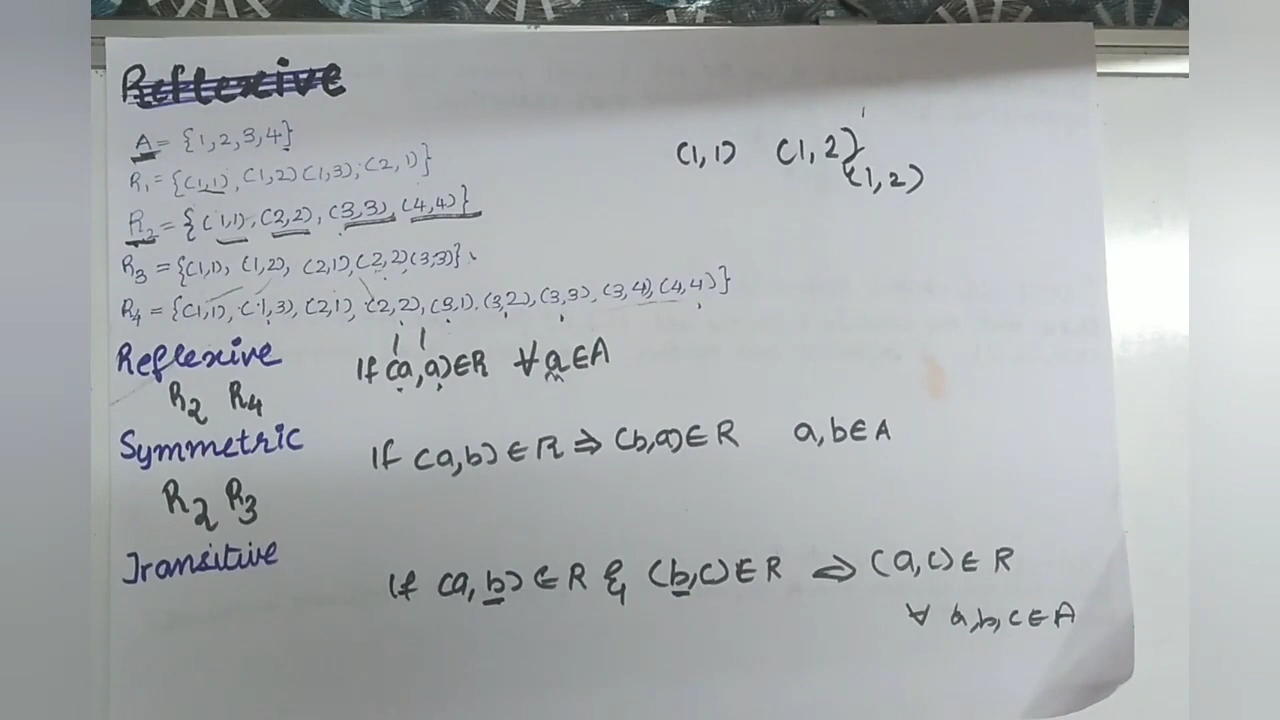 Reflexive
A = {1,2,3,4}
R1 = {(1,1), (1,2) (1,3), (2,1)}
R2 = {(1,1), (2,2), (3,3), (4,4)}
R3 = {(1,1), (1,2), (2,1), (2,2) (3,3)}
R4 = {(1,1), (1,3), (2,1), (2,2), (3,1), (3,2), (3,3), (3,4), (4,4)}
(1,1) (1,2)}
(1,2)
Reflexive If (a,a) ∈ R ∀ a ∈ A
R2 R4
Symmetric If (a,b) ∈ R ⇒ (b,a) ∈ R a,b ∈ A
R2 R3
Transitive
If (a,b) ∈ R & (b,c) ∈ R ⇒ (a,c) ∈ R
∀ a,b,c ∈ A